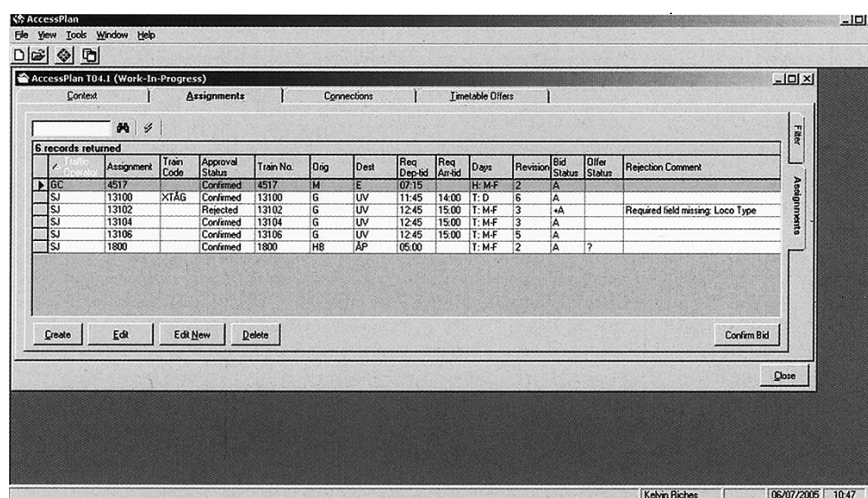 AccessPlan
File View Tools Window Help
AccessPlan T04.1 (Work-In-Progress)
Context Assignments Connections Timetable Offers
Filter
Assignments
6 records returned
Traffic Operator Assignment Train Code Approval Status Train No. Orig Dest Req Dep-tid Req Arr-tid Days Revision Bid Status Offer Status Rejection Comment
GC 4517 Confirmed 4517 M E 07:15 H: M-F 2 A
SJ 13100 XTÅG Confirmed 13100 G UV 11:45 14:00 T: D 6 A
SJ 13102 Rejected 13102 G UV 12:45 15:00 T: M-F 3 +A Required field missing: Loco Type
SJ 13104 Confirmed 13104 G UV 12:45 15:00 T: M-F 3 A
SJ 13106 Confirmed 13106 G UV 12:45 15:00 T: M-F 5 A
SJ 1800 Confirmed 1800 HB ÅP 05:00 T: M-F 2 A ?
Create Edit Edit New Delete Confirm Bid
Close
Kelvin Riches 06/07/2005 10:47